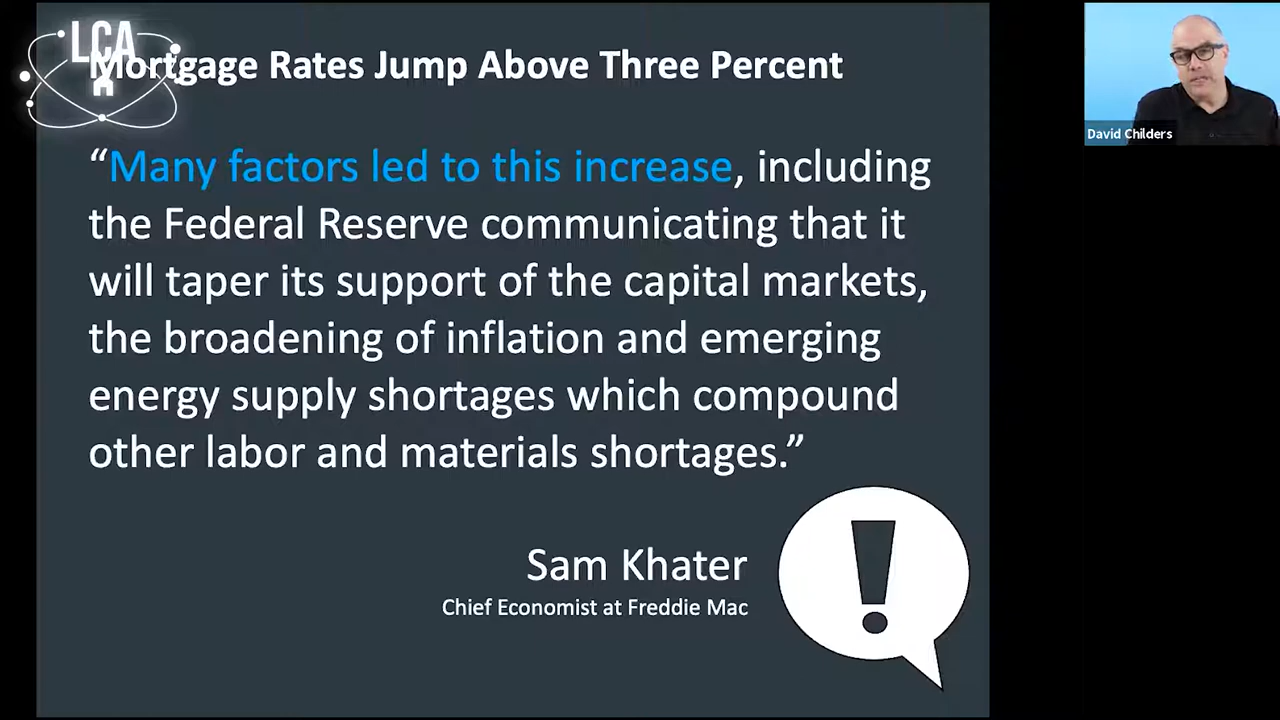 LCA
Mortgage Rates Jump Above Three Percent
“Many factors led to this increase, including
the Federal Reserve communicating that it
will taper its support of the capital markets,
the broadening of inflation and emerging
energy supply shortages which compound
other labor and materials shortages.”
Sam Khater
Chief Economist at Freddie Mac
!
David Childers